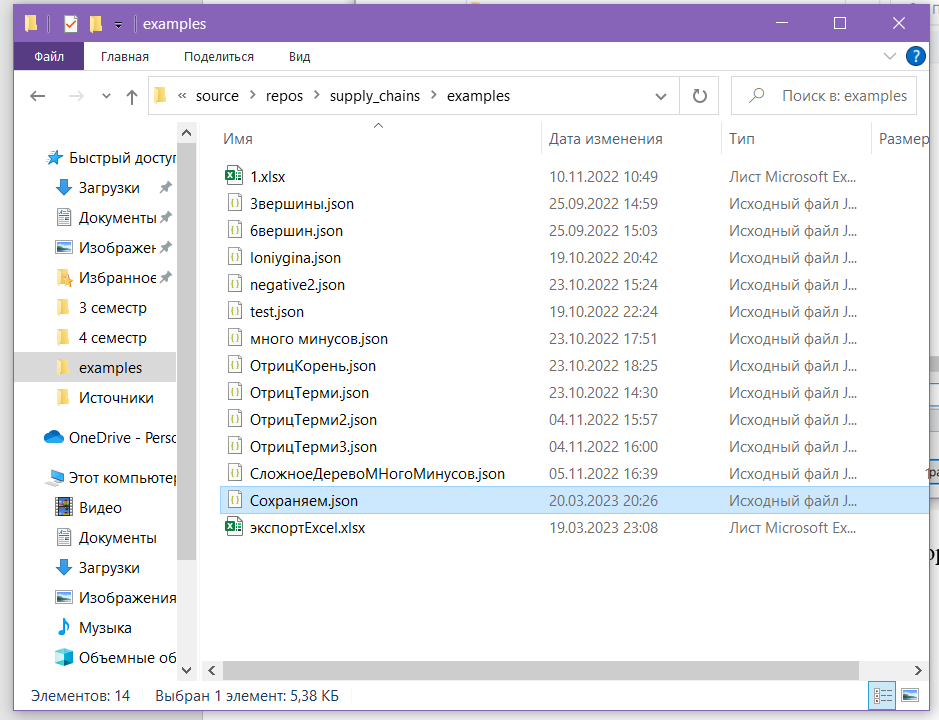 examples
Файл Главная Поделиться Вид
« source > repos > supply_chains > examples
Поиск в: examples
Имя Дата изменения Тип Размер
Быстрый доступ
Загрузки
Документы
Изображен
Избранное
3 семестр
4 семестр
examples
Источники
OneDrive - Perso
Этот компьютер
Видео
Документы
Загрузки
Изображения
Музыка
Объемные об
1.xlsx 10.11.2022 10:49 Лист Microsoft Ex...
3вершины.json 25.09.2022 14:59 Исходный файл J...
6вершин.json 25.09.2022 15:03 Исходный файл J...
Ioniygina.json 19.10.2022 20:42 Исходный файл J...
negative2.json 23.10.2022 15:24 Исходный файл J...
test.json 19.10.2022 22:24 Исходный файл J...
много минусов.json 23.10.2022 17:51 Исходный файл J...
ОтрицКорень.json 23.10.2022 18:25 Исходный файл J...
ОтрицТерми.json 23.10.2022 14:30 Исходный файл J...
ОтрицТерми2.json 04.11.2022 15:57 Исходный файл J...
ОтрицТерми3.json 04.11.2022 16:00 Исходный файл J...
СложноеДеревоМНогоМинусов.json 05.11.2022 16:39 Исходный файл J...
Сохраняем.json 20.03.2023 20:26 Исходный файл J...
экспортExcel.xlsx 19.03.2023 23:08 Лист Microsoft Ex...
Элементов: 14 Выбран 1 элемент: 5,38 КБ